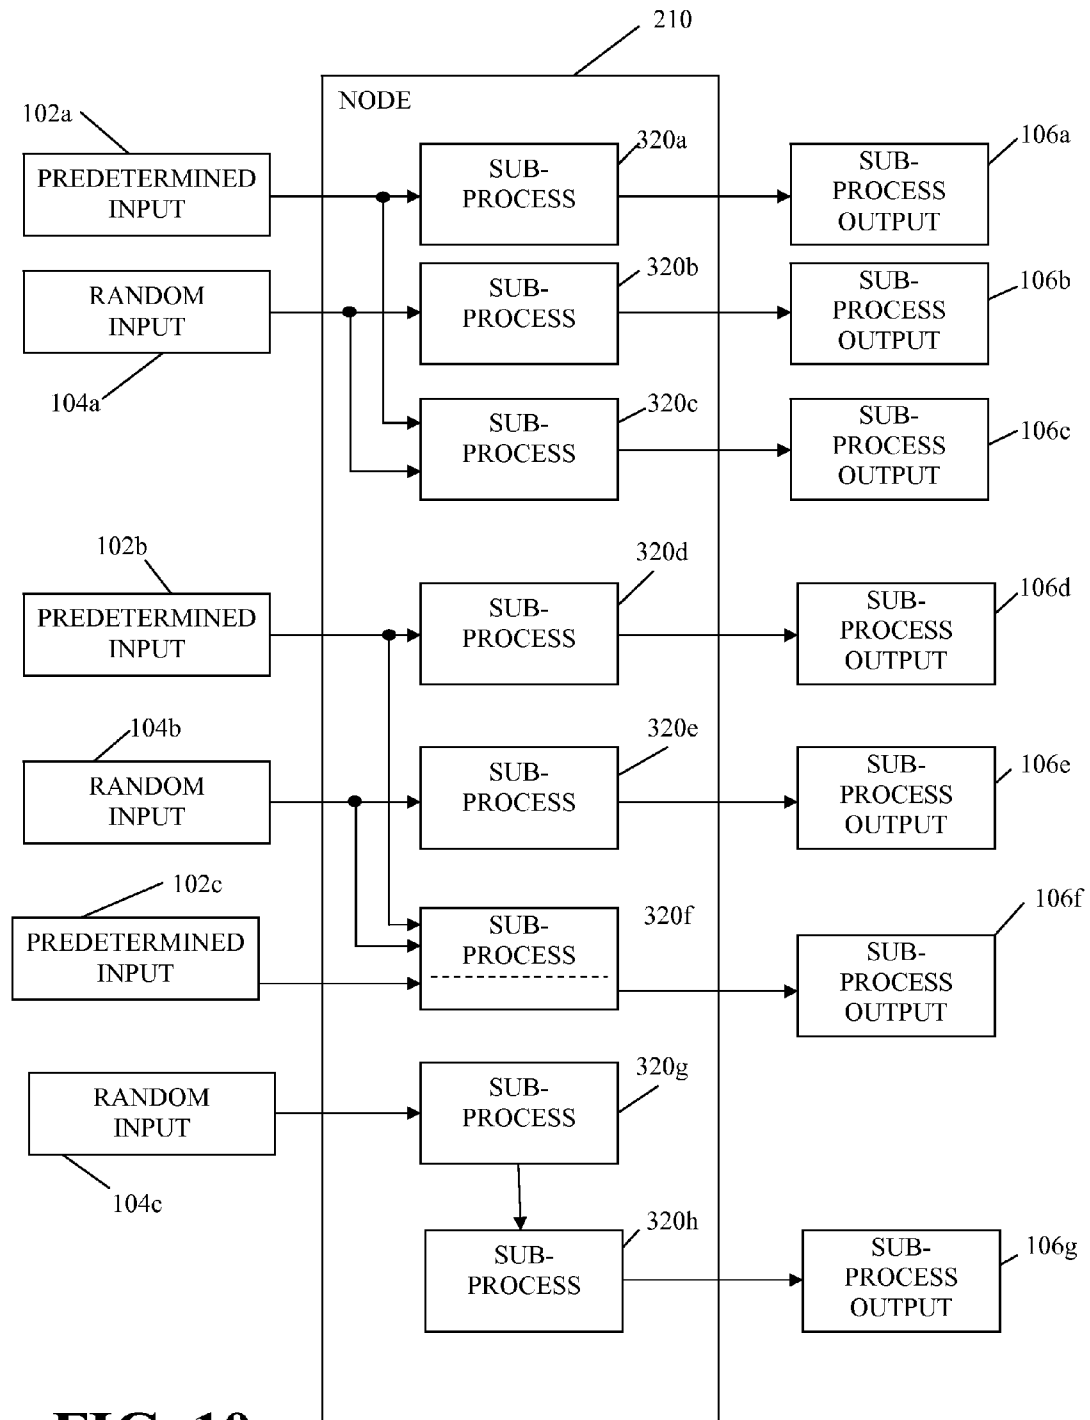 210
NODE
102a
PREDETERMINED
INPUT
320a
SUB-
PROCESS
106a
SUB-
PROCESS
OUTPUT
RANDOM
INPUT
104a
320b
SUB-
PROCESS
106b
SUB-
PROCESS
OUTPUT
320c
SUB-
PROCESS
106c
SUB-
PROCESS
OUTPUT
102b
PREDETERMINED
INPUT
320d
SUB-
PROCESS
106d
SUB-
PROCESS
OUTPUT
104b
RANDOM
INPUT
320e
SUB-
PROCESS
106e
SUB-
PROCESS
OUTPUT
102c
PREDETERMINED
INPUT
320f
SUB-
PROCESS
106f
SUB-
PROCESS
OUTPUT
RANDOM
INPUT
104c
320g
SUB-
PROCESS
320h
SUB-
PROCESS
106g
SUB-
PROCESS
OUTPUT